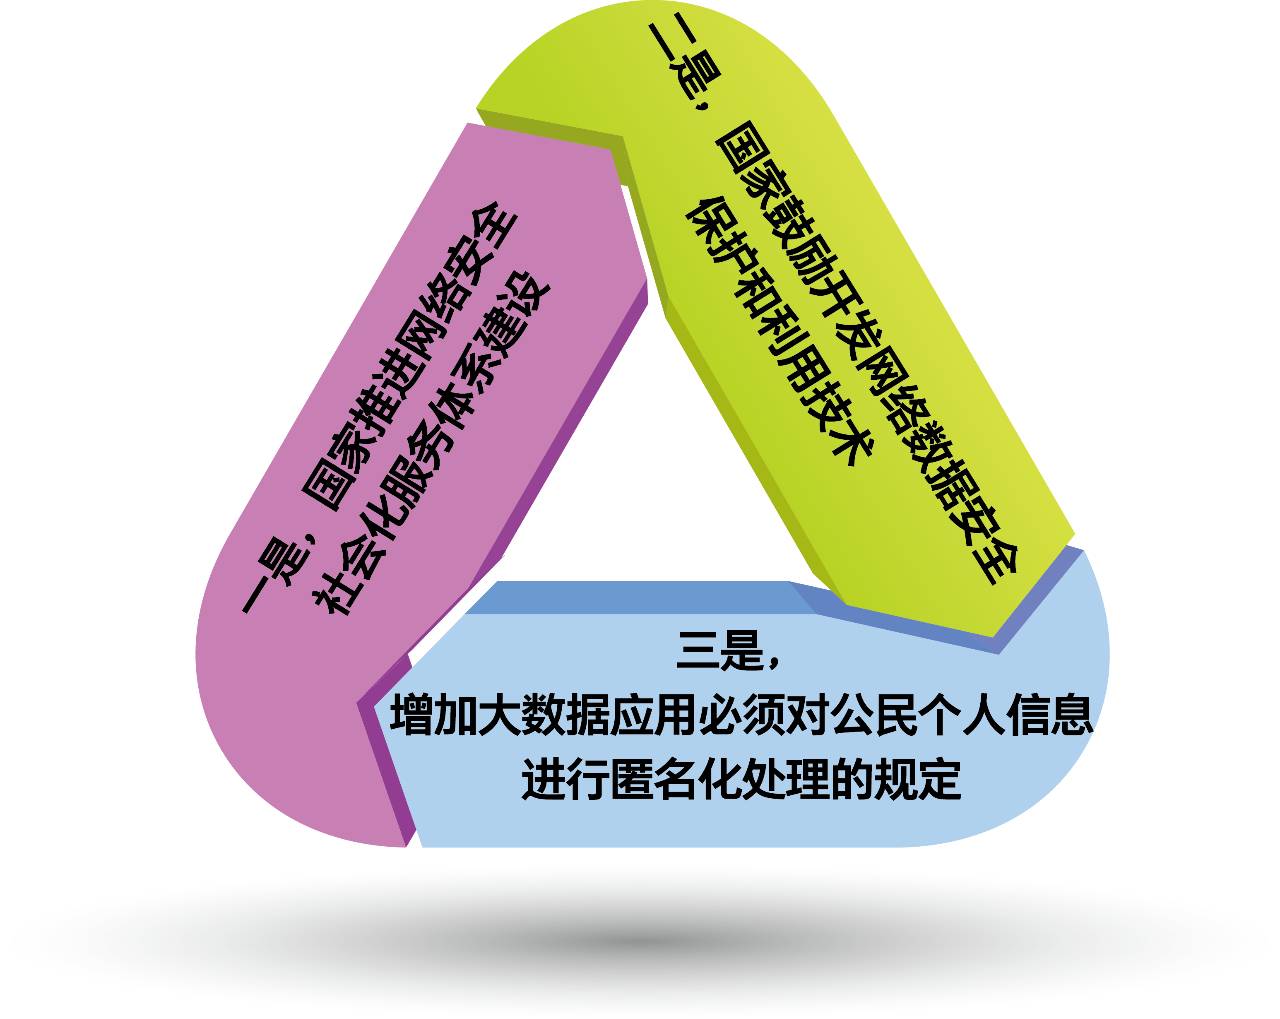 一是，国家推进网络安全
社会化服务体系建设
二是，国家鼓励开发网络数据安全
保护和利用技术
三是，
增加大数据应用必须对公民个人信息
进行匿名化处理的规定